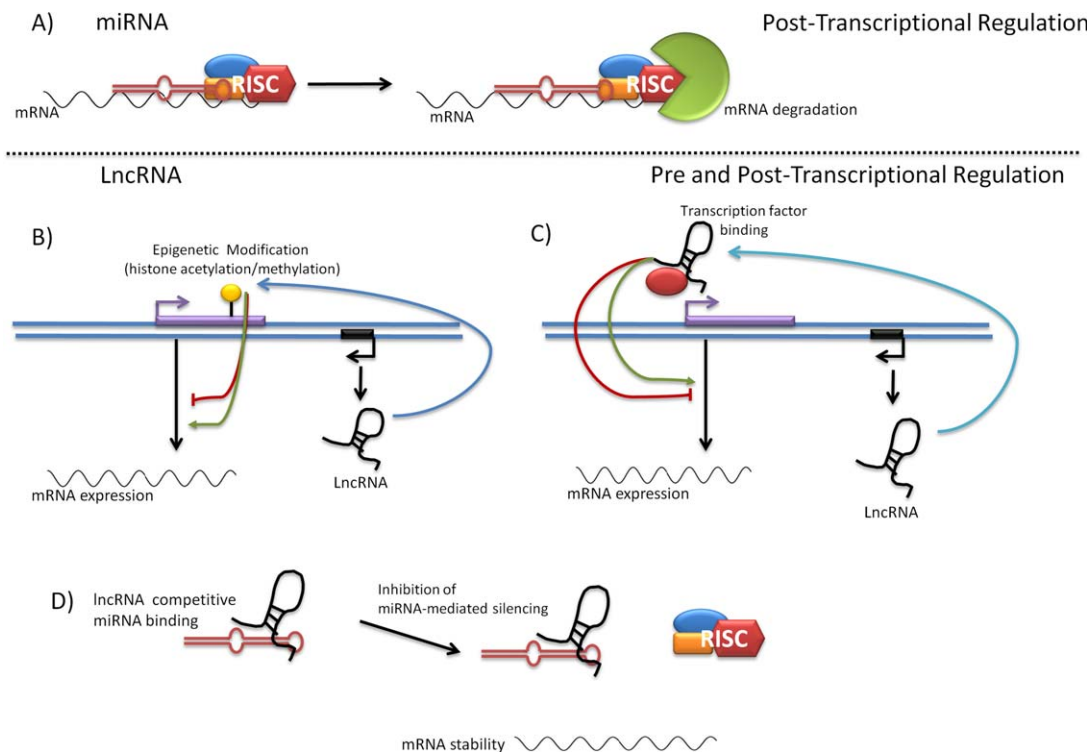 A) miRNA Post-Transcriptional Regulation
RISC RISC
mRNA mRNA mRNA degradation
LncRNA Pre and Post-Transcriptional Regulation
B)
Epigenetic Modification
(histone acetylation/methylation)
LncRNA
mRNA expression
C)
Transcription factor
binding
mRNA expression
LncRNA
D) lncRNA competitive
miRNA binding
Inhibition of
miRNA-mediated silencing
RISC
mRNA stability